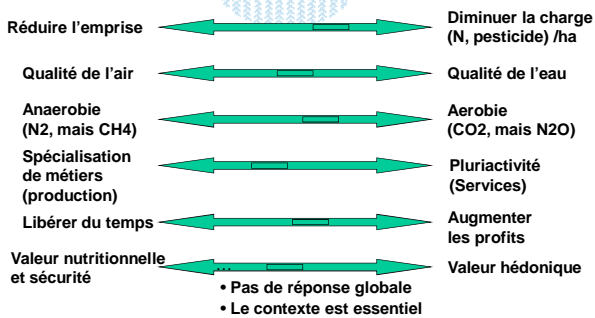 Réduire l’emprise
Diminuer la charge
(N, pesticide) /ha
Qualité de l’air
Qualité de l’eau
Anaerobie
(N2, mais CH4)
Aerobie
(CO2, mais N2O)
Spécialisation
de métiers
(production)
Pluriactivité
(Services)
Libérer du temps
Augmenter
les profits
Valeur nutritionnelle
et sécurité
…
Valeur hédonique
• Pas de réponse globale
• Le contexte est essentiel